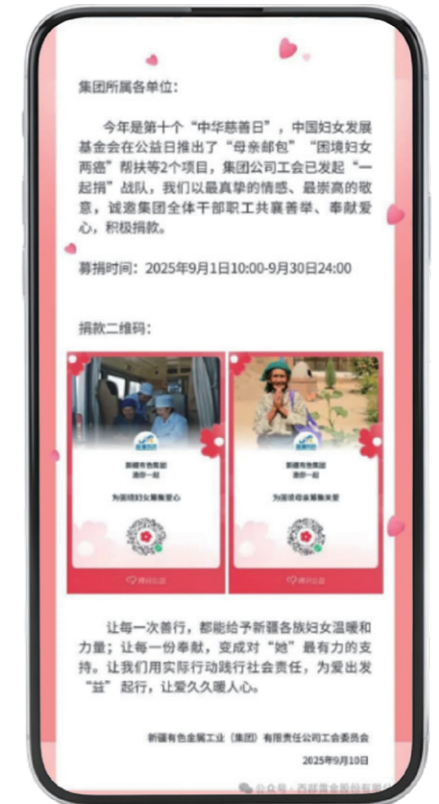 集团所属各单位：
今年是第十个“中华慈善日”，中国妇女发展
基金会在公益日推出了“母亲邮包”“困境妇女
两癌”帮扶等2个项目，集团公司工会已发起“一
起捐”战队，我们以最真挚的情感、最崇高的敬
意，诚邀集团全体干部职工共襄善举、奉献爱
心，积极捐款。
募捐时间：2025年9月1日10:00-9月30日24:00
捐款二维码：
新疆有色集团
邀你一起
为困境妇女筹集爱心
腾讯公益
新疆有色集团
邀你一起
为困境母亲筹集关爱
腾讯公益
让每一次善行，都能给予新疆各族妇女温暖和
力量；让每一份奉献，变成对“她”最有力的支
持。让我们用实际行动践行社会责任，为爱出发
“益”起行，让爱久久暖人心。
新疆有色金属工业（集团）有限责任公司工会委员会
2025年9月10日
公众号·西部黄金股份有限公